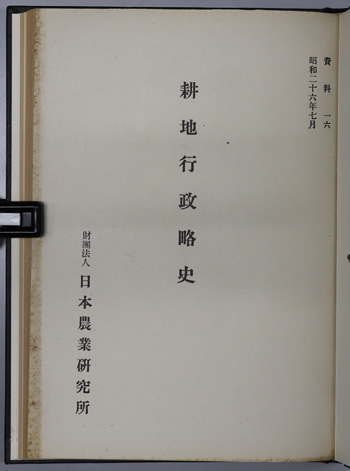 資料 一六
昭和二十六年七月
耕地行政略史
財團法人 日本農業研究所